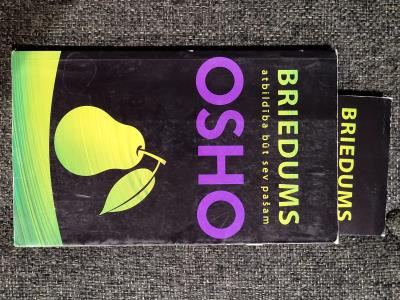 OSHO
BRIEDUMS
atbildība būt sev pašam
BRIEDUMS